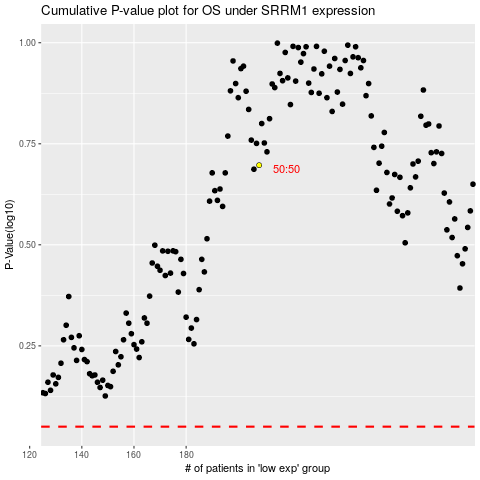 Cumulative P-value plot for OS under SRRM1 expression
1.00
0.75
0.50
0.25
P-Value(log10)
50:50
120 140 160 180
# of patients in 'low exp' group